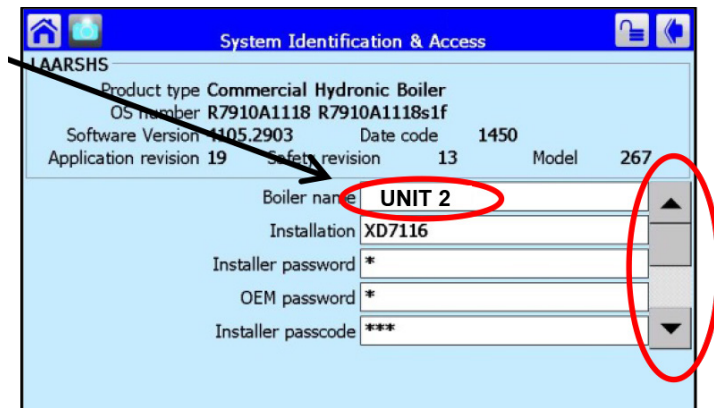 System Identification & Access
LAARSHS
Product type Commercial Hydronic Boiler
OS number R7910A1118 R7910A1118s1f
Software Version 4105.2903 Date code 1450
Application revision 19 Safety revision 13 Model 267
Boiler name UNIT 2
Installation XD7116
Installer password *
OEM password *
Installer passcode ***